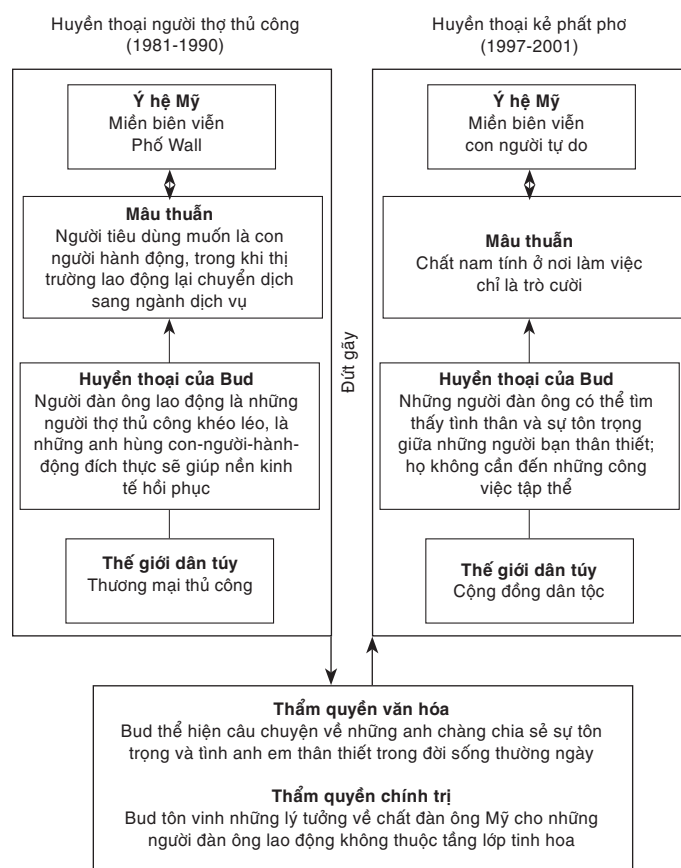 Huyền thoại người thợ thủ công
(1981-1990)
Ý hệ Mỹ
Miền biên viễn
Phố Wall
Mâu thuẫn
Người tiêu dùng muốn là con
người hành động, trong khi thị
trường lao động lại chuyển dịch
sang ngành dịch vụ
Huyền thoại của Bud
Người đàn ông lao động là những
người thợ thủ công khéo léo, là
những anh hùng con-người-hành-
động đích thực sẽ giúp nền kinh
tế hồi phục
Thế giới dân túy
Thương mại thủ công
Đứt gãy
Huyền thoại kẻ phất phơ
(1997-2001)
Ý hệ Mỹ
Miền biên viễn
con người tự do
Mâu thuẫn
Chất nam tính ở nơi làm việc
chỉ là trò cười
Huyền thoại của Bud
Những người đàn ông có thể tìm
thấy tình thân và sự tôn trọng
giữa những người bạn thân thiết;
họ không cần đến những công
việc tập thể
Thế giới dân túy
Cộng đồng dân tộc
Thẩm quyền văn hóa
Bud thể hiện câu chuyện về những anh chàng chia sẻ sự tôn
trọng và tình anh em thân thiết trong đời sống thường ngày
Thẩm quyền chính trị
Bud tôn vinh những lý tưởng về chất đàn ông Mỹ cho những
người đàn ông lao động không thuộc tầng lớp tinh hoa